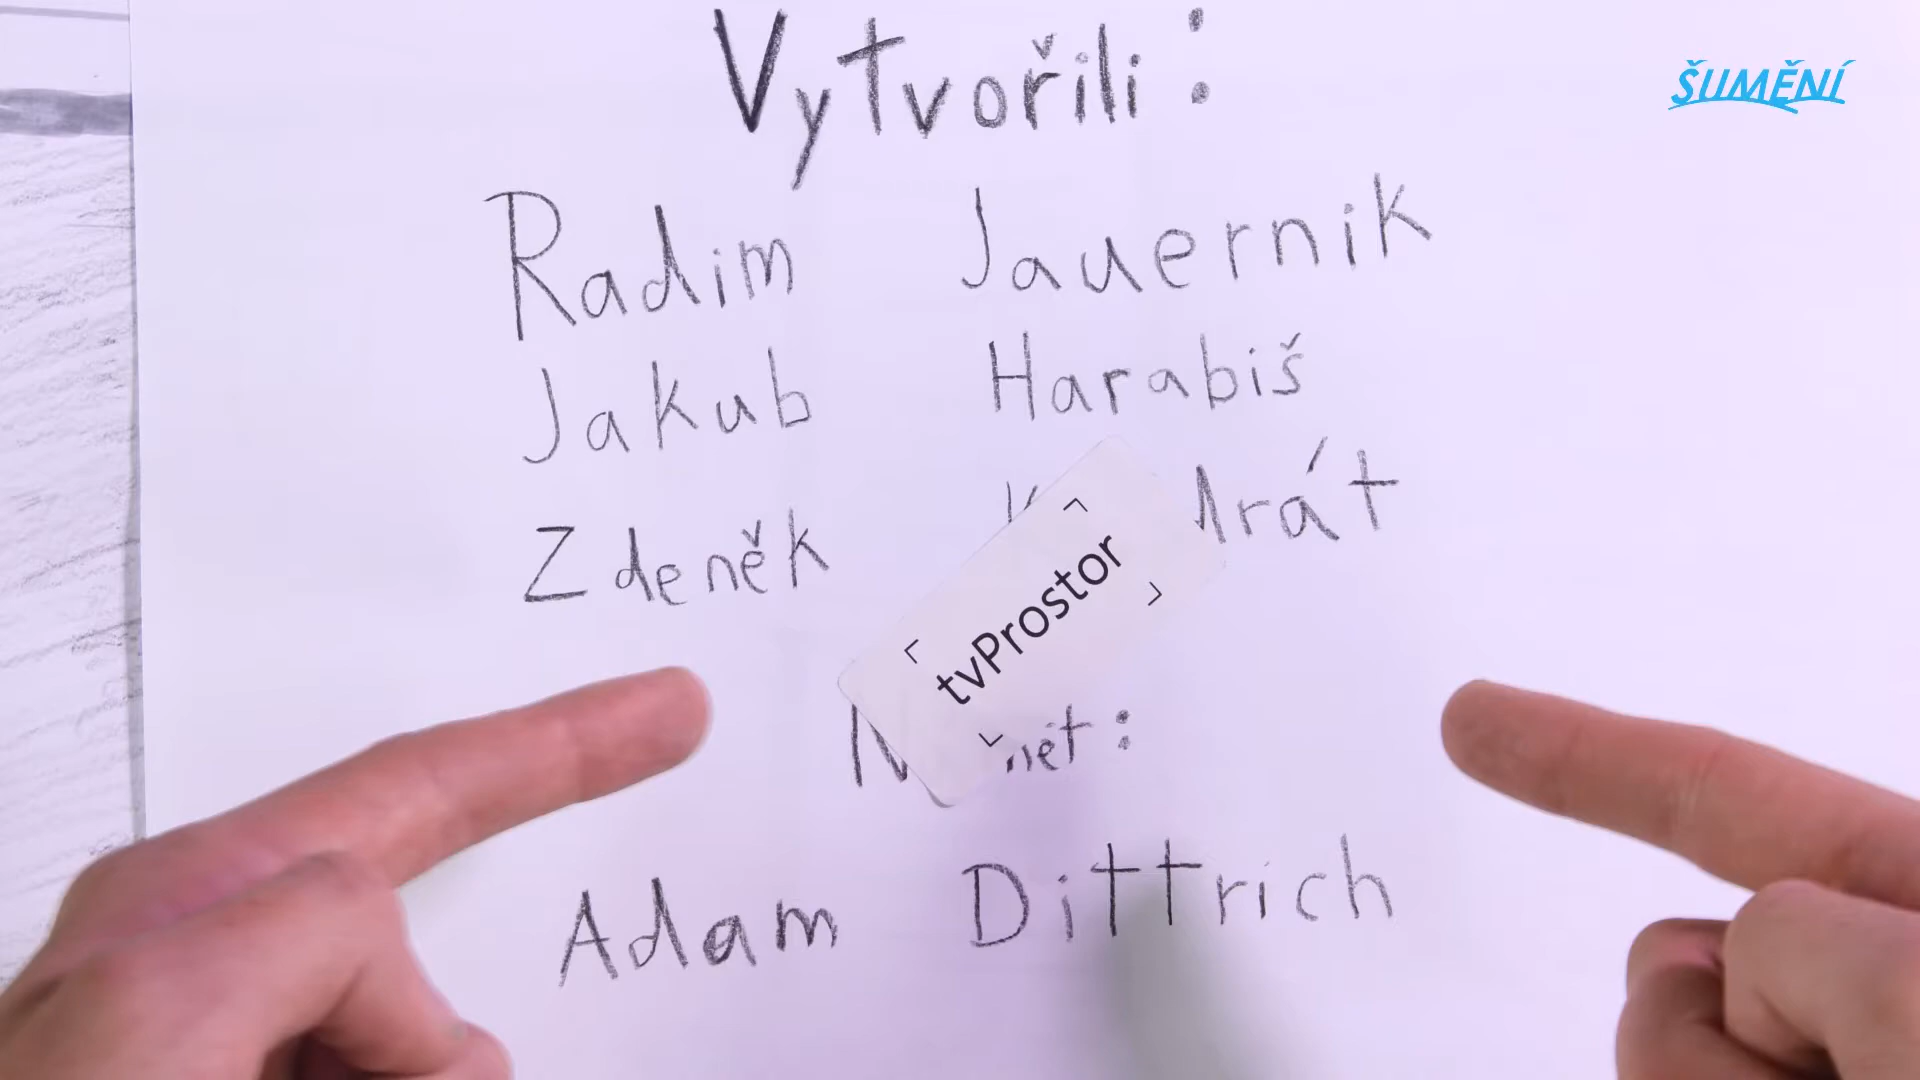 Vytvořili:
ŠUMĚNÍ
Radim Jauernik
Jakub Harabiš
Zdeněk
tvProstor
Adam Dittrich